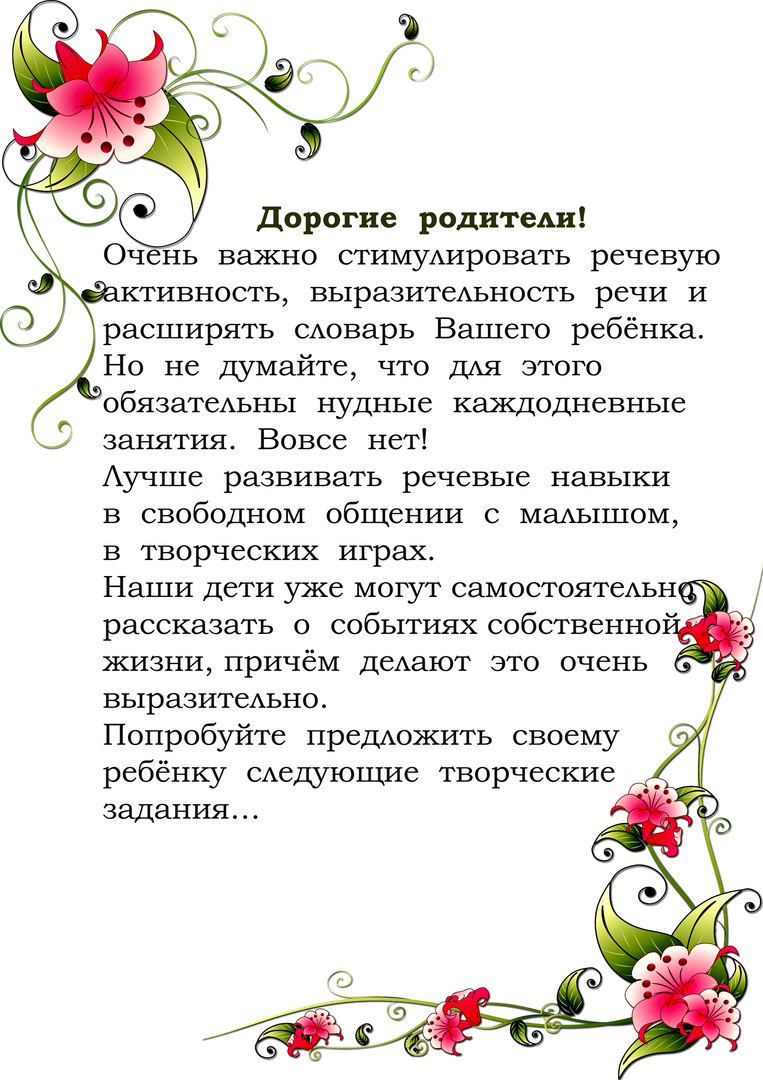 Дорогие родители!
Очень важно стимулировать речевую
активность, выразительность речи и
расширять словарь Вашего ребёнка.
Но не думайте, что для этого
обязательны нудные каждодневные
занятия. Вовсе нет!
Лучше развивать речевые навыки
в свободном общении с малышом,
в творческих играх.
Наши дети уже могут самостоятельно
рассказать о событиях собственной
жизни, причём делают это очень
выразительно.
Попробуйте предложить своему
ребёнку следующие творческие
задания…